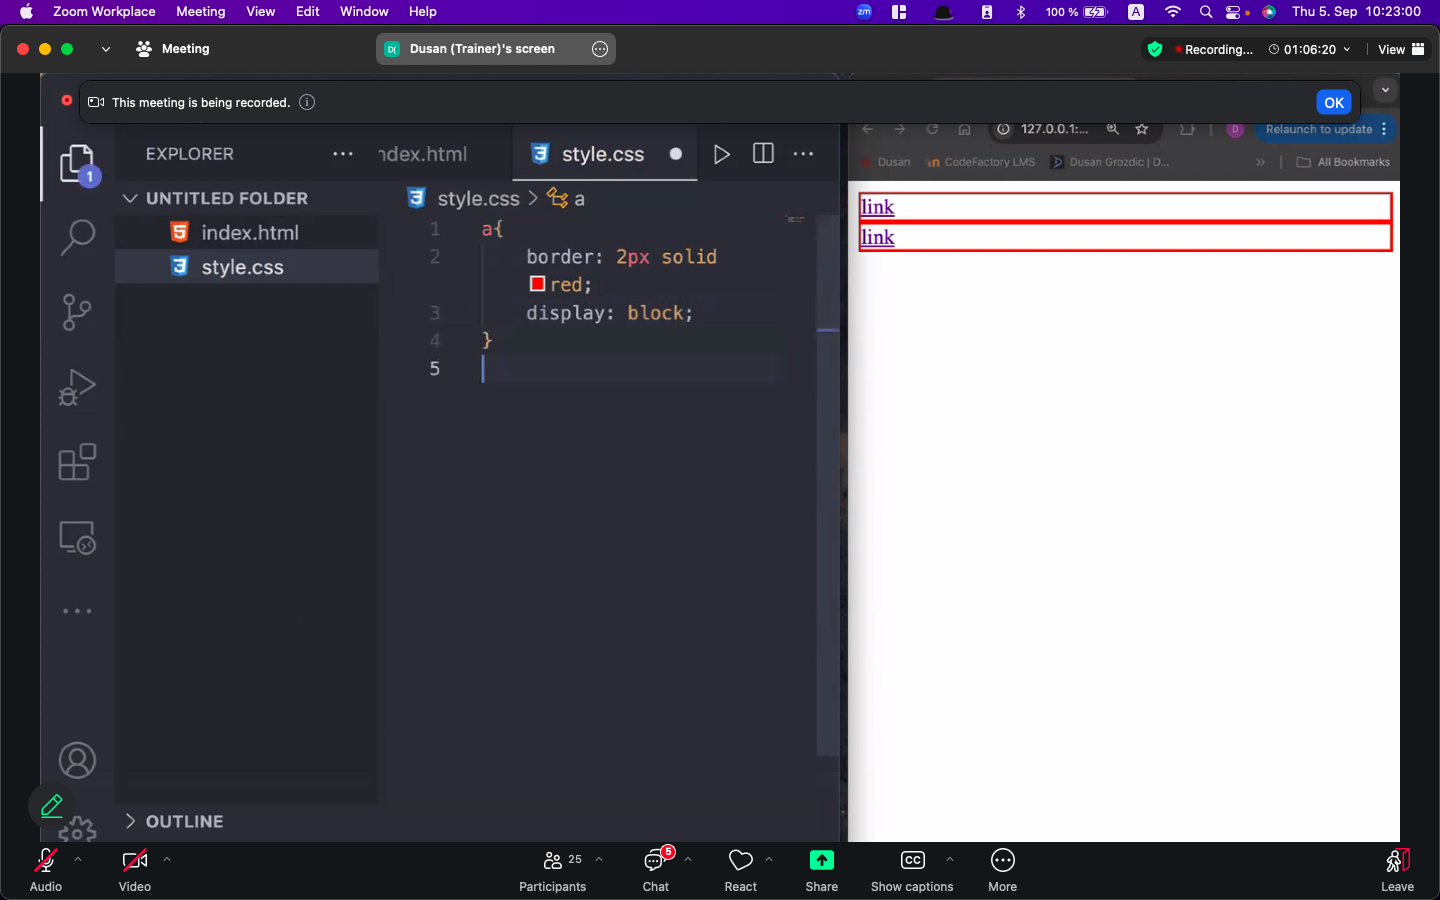 Zoom Workplace Meeting View Edit Window Help zm 100 % A Thu 5. Sep 10:23:00
Meeting D( Dusan (Trainer)'s screen Recording... 01:06:20 View
This meeting is being recorded. OK
EXPLORER ndex.html style.css 127.0.0.1:... D Relaunch to update
1
Dusan CodeFactory LMS Dusan Grozdic | D... All Bookmarks
UNTITLED FOLDER style.css > a
index.html
style.css
1 a{
2 border: 2px solid
red;
3 display: block;
4 }
5
link
link
OUTLINE
25 5 CC
Audio Video Participants Chat React Share Show captions More Leave